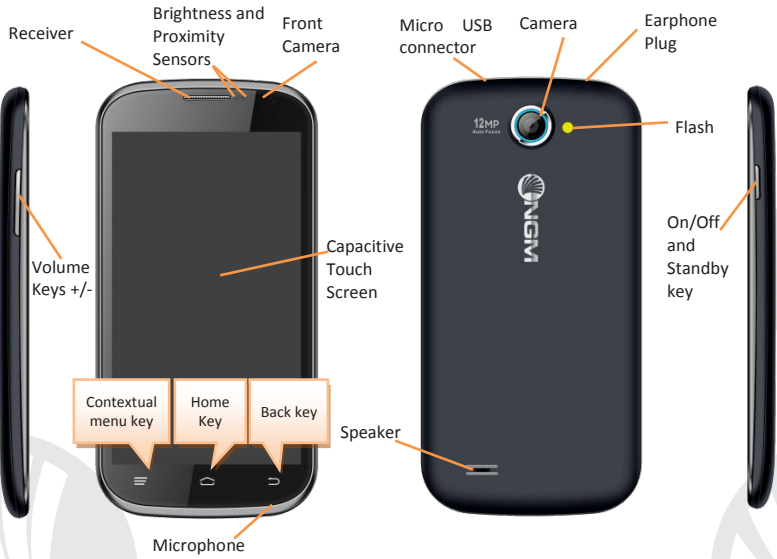 Receiver
Brightness and
Proximity
Sensors
Front
Camera
Micro USB
connector
Camera
Earphone
Plug
12MP
Auto Focus
Flash
NGM
Volume
Keys +/-
Capacitive
Touch
Screen
On/Off
and
Standby
key
Contextual
menu key
Home
Key
Back key
Speaker
Microphone